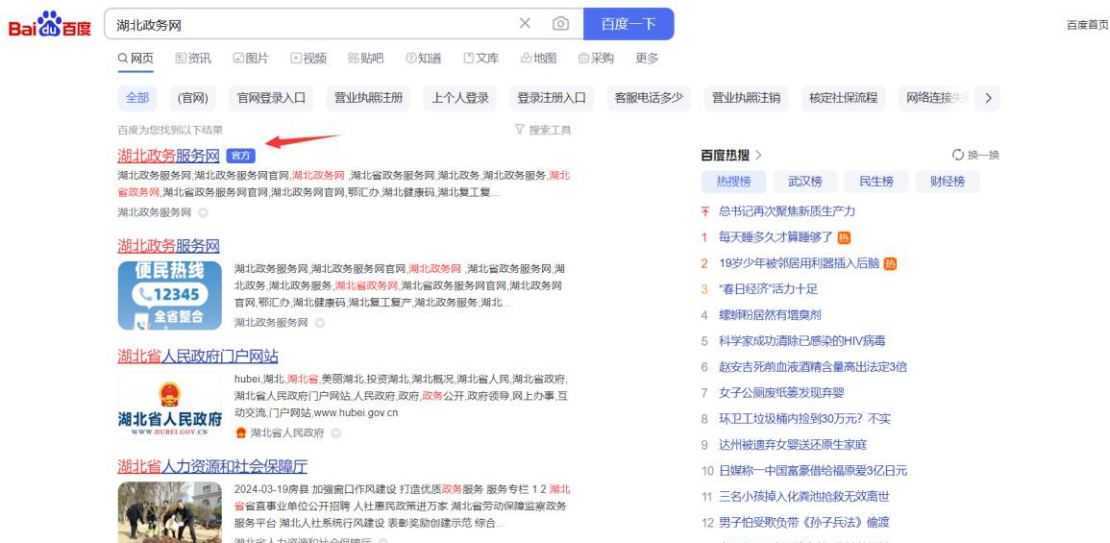 Bai du 百度
湖北政务网
百度一下
百度首页
网页 资讯 图片 视频 贴吧 知道 文库 地图 采购 更多
全部 (官网) 官网登录入口 营业执照注册 上个人登录 登录注册入口 客服电话多少 营业执照注销 核定社保流程 网络连接失
百度为您找到以下结果
搜索工具
湖北政务服务网 官方
湖北政务服务网,湖北政务服务网官网,湖北政务网 ,湖北省政务服务网,湖北政务,湖北政务服务,湖北
省政务网,湖北省政务服务网官网,湖北政务网官网,鄂汇办,湖北健康码,湖北复工复...
湖北政务服务网
湖北政务服务网
便民热线
12345
全省整合
湖北政务服务网,湖北政务服务网官网,湖北政务网 ,湖北省政务服务网,湖
北政务,湖北政务服务,湖北省政务网,湖北省政务服务网官网,湖北政务网
官网,鄂汇办,湖北健康码,湖北复工复产,湖北政务服务,湖北...
湖北政务服务网
湖北省人民政府门户网站
湖北省人民政府
WWW.HUBEI.GOV.CN
hubei,湖北,湖北省,美丽湖北,投资湖北,湖北概况,湖北省人民,湖北省政府,
湖北省人民政府门户网站,人民政府,政府,政务公开,政府领导,网上办事,互
动交流,门户网站,www.hubei.gov.cn
湖北省人民政府
湖北省人力资源和社会保障厅
2024-03-19房县:加强窗口作风建设 打造优质政务服务 服务专栏 1 2 湖北
省省直事业单位公开招聘 人社惠民政策进万家 湖北省劳动保障监察政务
服务平台 湖北人社系统行风建设 表彰奖励创建示范 综合...
湖北省人力资源和社会保障厅
百度热搜
换一换
热搜榜 武汉榜 民生榜 财经榜
总书记再次聚焦新质生产力
1 每天睡多久才算睡够了 热
2 19岁少年被邻居用利器插入后脑 热
3 “春日经济”活力十足
4 螺蛳粉居然有增臭剂
5 科学家成功清除已感染的HIV病毒
6 赵安吉死前血液酒精含量高出法定3倍
7 女子公厕废纸篓发现弃婴
8 环卫工垃圾桶内捡到30万元？不实
9 达州被遗弃女婴送还原生家庭
10 日媒称一中国富豪借给福原爱3亿日元
11 三名小孩掉入化粪池抢救无效离世
12 男子怕受欺负带《孙子兵法》偷渡